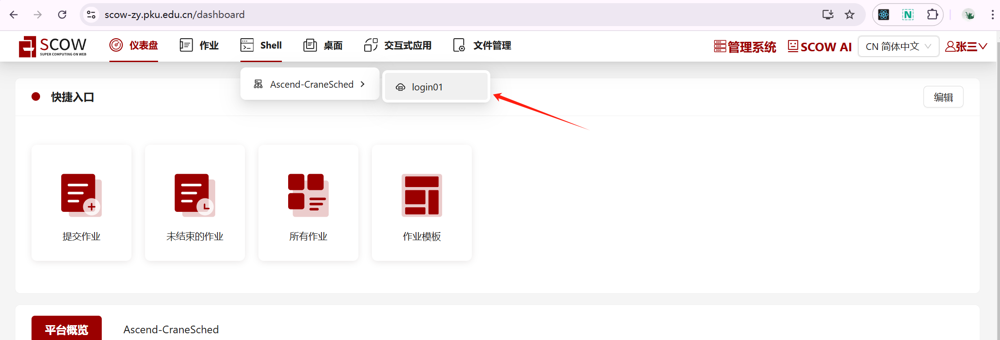 scow-zy.pku.edu.cn/dashboard
SCOW
SUPER COMPUTING ON WEB
仪表盘
作业
Shell
桌面
交互式应用
文件管理
管理系统
SCOW AI
CN 简体中文
张三
Ascend-CraneSched
login01
快捷入口
编辑
提交作业
未结束的作业
所有作业
作业模板
平台概览
Ascend-CraneSched